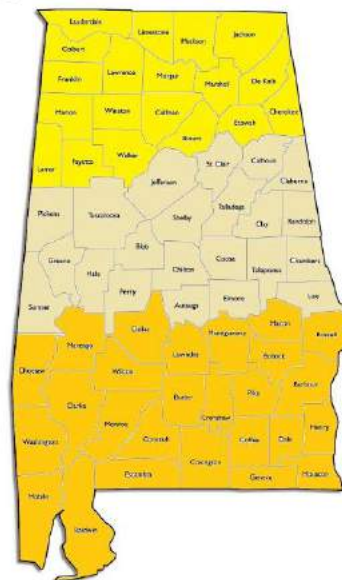 Lauderdale
Limestone
Madison
Jackson
Colbert
Lawrence
Morgan
Marshall
De Kalb
Franklin
Marion
Winston
Cullman
Blount
Etowah
Cherokee
Lamar
Fayette
Walker
Jefferson
St. Clair
Calhoun
Cleburne
Pickens
Tuscaloosa
Shelby
Talladega
Clay
Randolph
Greene
Hale
Bibb
Chilton
Coosa
Tallapoosa
Chambers
Sumter
Perry
Autauga
Elmore
Lee
Marengo
Dallas
Lowndes
Montgomery
Macon
Russell
Bullock
Choctaw
Wilcox
Butler
Pike
Barbour
Clarke
Monroe
Crenshaw
Washington
Conecuh
Coffee
Dale
Henry
Covington
Escambia
Geneva
Houston
Mobile
Baldwin